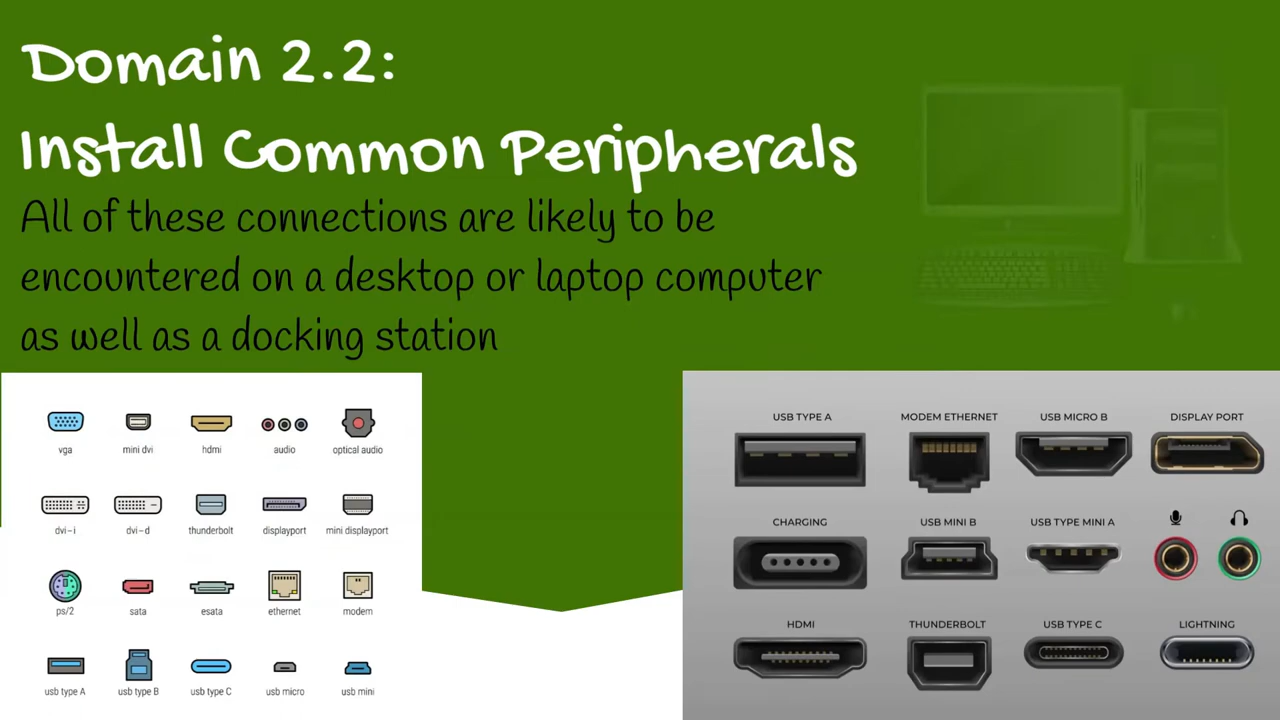 Domain 2.2:
Install Common Peripherals
All of these connections are likely to be
encountered on a desktop or laptop computer
as well as a docking station
vga mini dvi hdmi audio optical audio
dvi-i dvi-d thunderbolt displayport mini displayport
ps/2 sata esata ethernet modem
usb type A usb type B usb type C usb micro usb mini
USB TYPE A MODEM ETHERNET USB MICRO B DISPLAY PORT
CHARGING USB MINI B USB TYPE MINI A
HDMI THUNDERBOLT USB TYPE C LIGHTNING